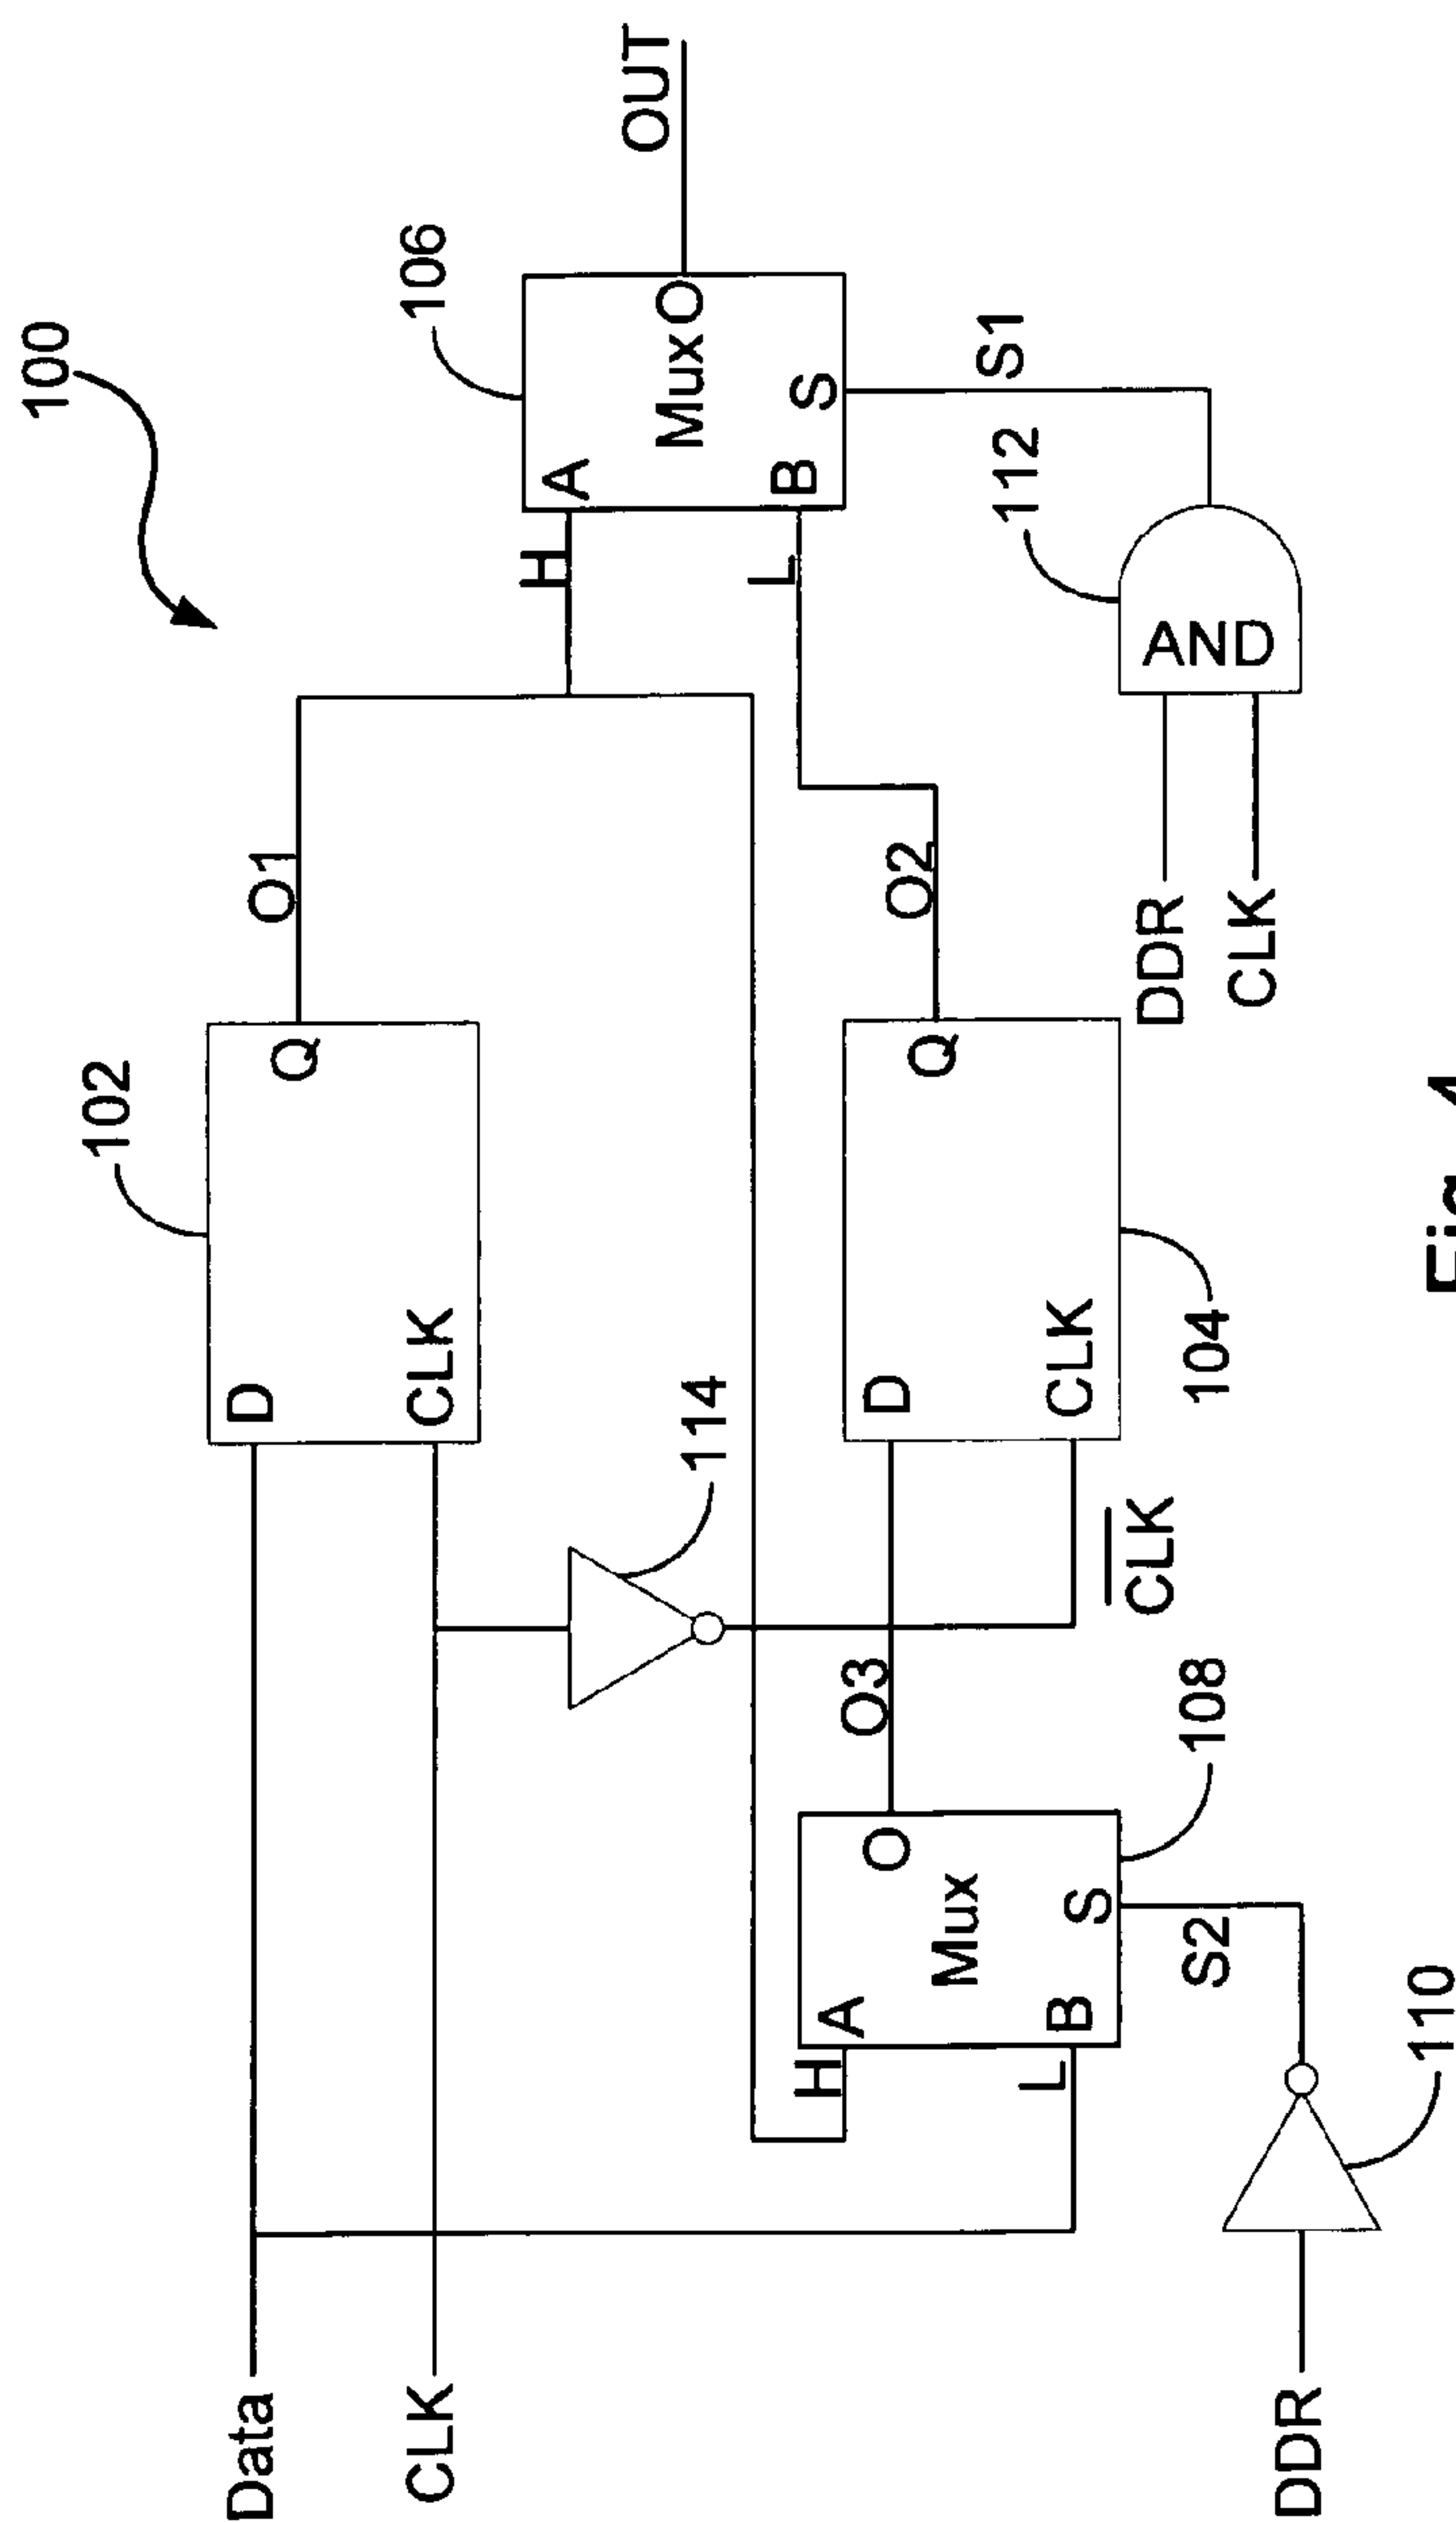 100
102
O1
D
Q
CLK
106
OUT
H
A
Mux
O
L
B
S
S1
114
Data
CLK
O3
D
Q
O2
CLK
CLK
104
H
A
O
Mux
L
B
S
S2
108
DDR
110
112
AND
DDR
CLK